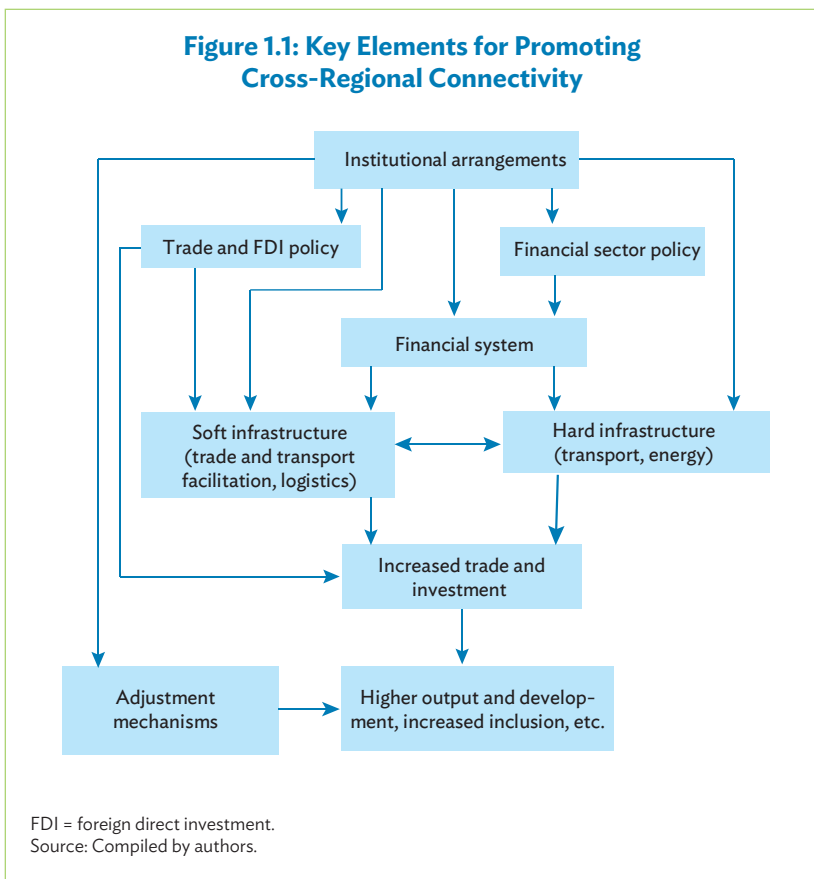 Figure 1.1: Key Elements for Promoting
Cross-Regional Connectivity
Institutional arrangements
Trade and FDI policy
Financial sector policy
Financial system
Soft infrastructure
(trade and transport
facilitation, logistics)
Hard infrastructure
(transport, energy)
Increased trade and
investment
Adjustment
mechanisms
Higher output and develop-
ment, increased inclusion, etc.
FDI = foreign direct investment.
Source: Compiled by authors.